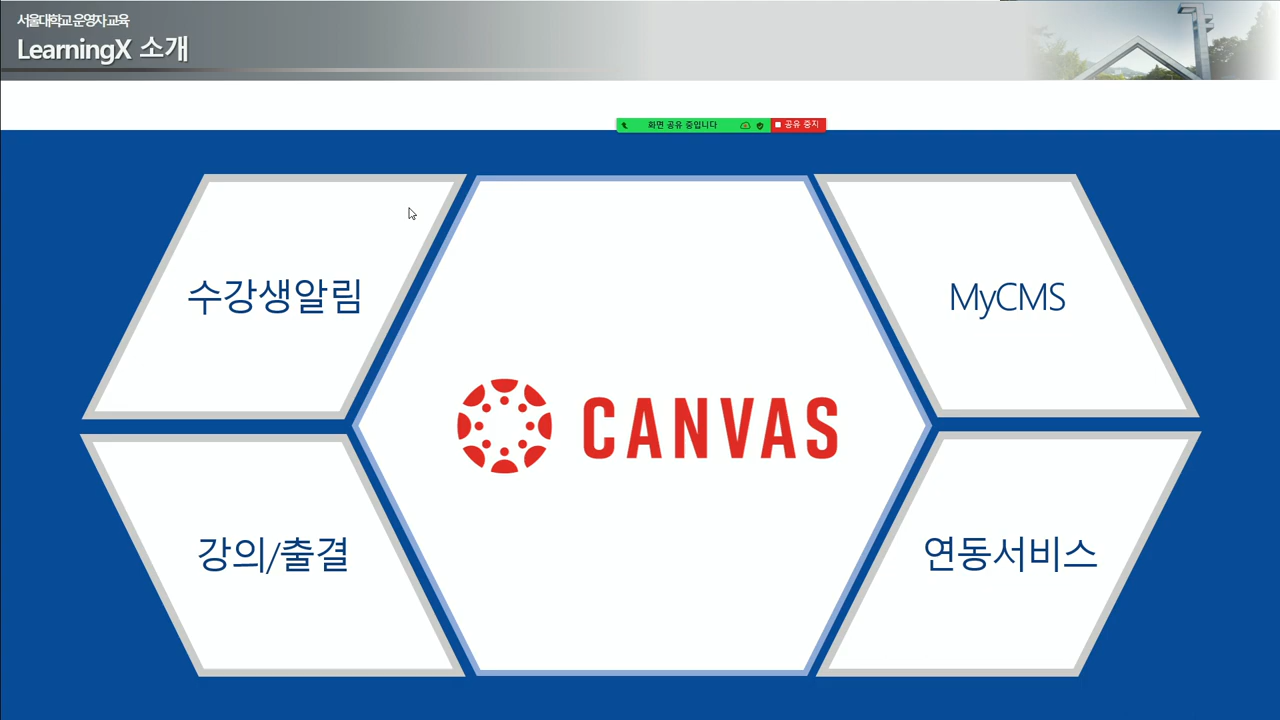 서울대학교 운영자 교육
LearningX 소개
화면 공유 중입니다
공유 중지
수강생알림
MyCMS
CANVAS
강의/출결
연동서비스